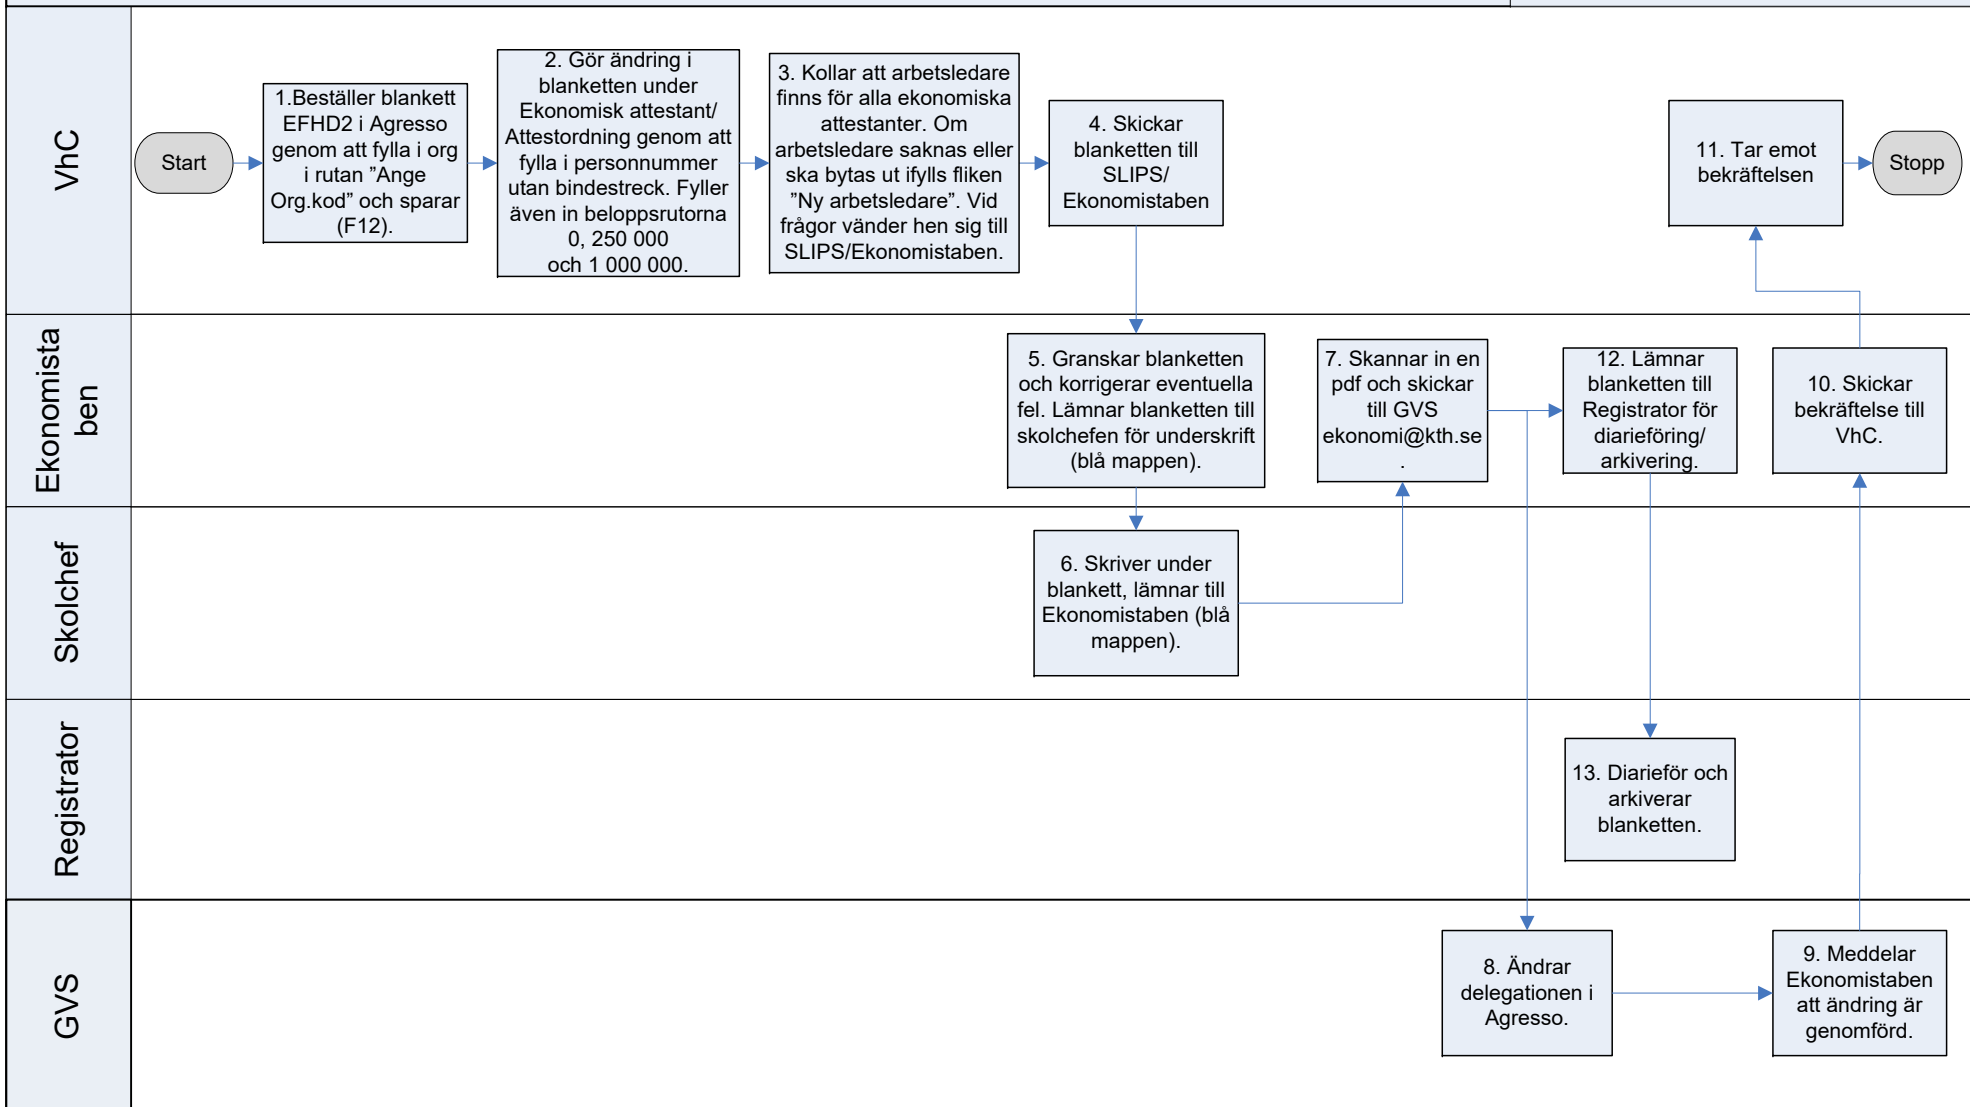 VhC
Start
1.Beställer blankett
EFHD2 i Agresso
genom att fylla i org
i rutan ”Ange
Org.kod” och sparar
(F12).
2. Gör ändring i
blanketten under
Ekonomisk attestant/
Attestordning genom att
fylla i personnummer
utan bindestreck. Fyller
även in beloppsrutorna
0, 250 000
och 1 000 000.
3. Kollar att arbetsledare
finns för alla ekonomiska
attestanter. Om
arbetsledare saknas eller
ska bytas ut ifylls fliken
”Ny arbetsledare”. Vid
frågor vänder hen sig till
SLIPS/Ekonomistaben.
4. Skickar
blanketten till
SLIPS/
Ekonomistaben
11. Tar emot
bekräftelsen
Stopp
Ekonomista
ben
5. Granskar blanketten
och korrigerar eventuella
fel. Lämnar blanketten till
skolchefen för underskrift
(blå mappen).
7. Skannar in en
pdf och skickar
till GVS
ekonomi@kth.se
.
12. Lämnar
blanketten till
Registrator för
diarieföring/
arkivering.
10. Skickar
bekräftelse till
VhC.
Skolchef
6. Skriver under
blankett, lämnar till
Ekonomistaben (blå
mappen).
Registrator
13. Diarieför och
arkiverar
blanketten.
GVS
8. Ändrar
delegationen i
Agresso.
9. Meddelar
Ekonomistaben
att ändring är
genomförd.